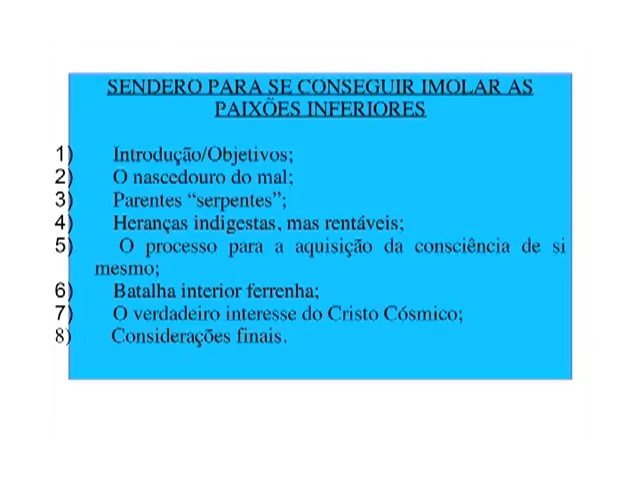 SENDERO PARA SE CONSEGUIR IMOLAR AS
PAIXÕES INFERIORES
1) Introdução/Objetivos;
2) O nascedouro do mal;
3) Parentes “serpentes”;
4) Heranças indigestas, mas rentáveis;
5) O processo para a aquisição da consciência de si
mesmo;
6) Batalha interior ferrenha;
7) O verdadeiro interesse do Cristo Cósmico;
8) Considerações finais.